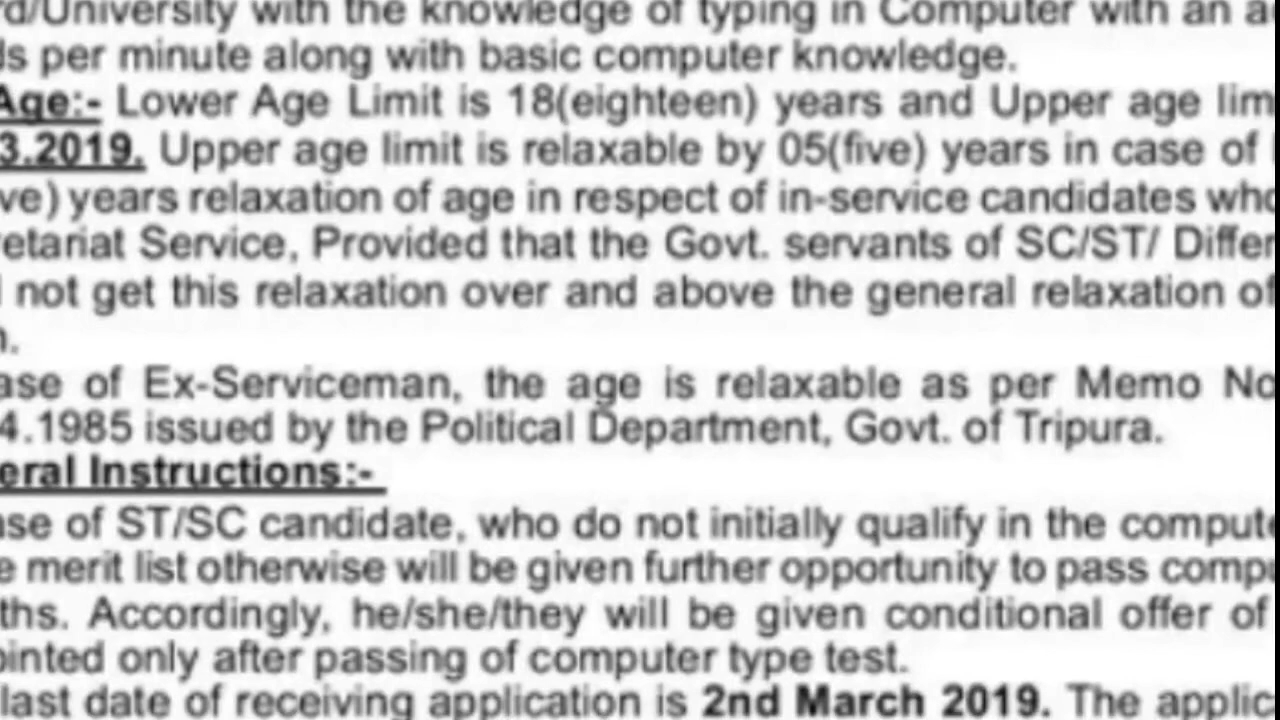 rd/University with the knowledge of typing in Computer with an a
ds per minute along with basic computer knowledge.
Age:- Lower Age Limit is 18(eighteen) years and Upper age lim
3.2019. Upper age limit is relaxable by 05(five) years in case of
ve) years relaxation of age in respect of in-service candidates who
retariat Service, Provided that the Govt. servants of SC/ST/ Differ
not get this relaxation over and above the general relaxation of
n.
ase of Ex-Serviceman, the age is relaxable as per Memo No
4.1985 issued by the Political Department, Govt. of Tripura.
eral Instructions:-
ase of ST/SC candidate, who do not initially qualify in the compute
e merit list otherwise will be given further opportunity to pass compu
ths. Accordingly, he/she/they will be given conditional offer of
ointed only after passing of computer type test.
last date of receiving application is 2nd March 2019. The applic